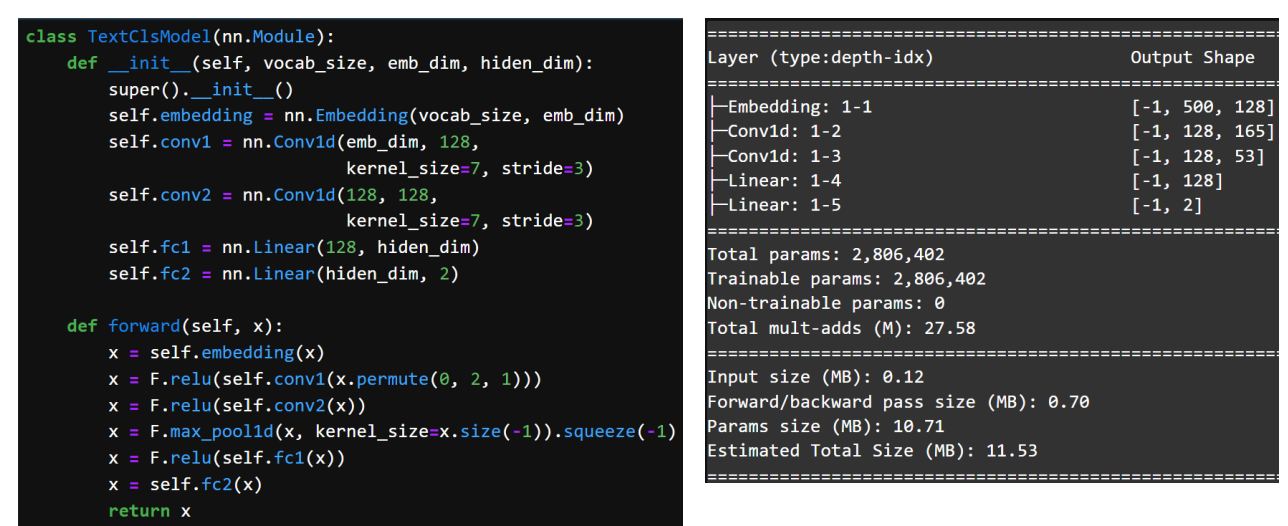 class TextClsModel(nn.Module):
    def __init__(self, vocab_size, emb_dim, hiden_dim):
        super().__init__()
        self.embedding = nn.Embedding(vocab_size, emb_dim)
        self.conv1 = nn.Conv1d(emb_dim, 128,
                               kernel_size=7, stride=3)
        self.conv2 = nn.Conv1d(128, 128,
                               kernel_size=7, stride=3)
        self.fc1 = nn.Linear(128, hiden_dim)
        self.fc2 = nn.Linear(hiden_dim, 2)

    def forward(self, x):
        x = self.embedding(x)
        x = F.relu(self.conv1(x.permute(0, 2, 1)))
        x = F.relu(self.conv2(x))
        x = F.max_pool1d(x, kernel_size=x.size(-1)).squeeze(-1)
        x = F.relu(self.fc1(x))
        x = self.fc2(x)
        return x
==========================================================
Layer (type:depth-idx)                   Output Shape
==========================================================
├─Embedding: 1-1                         [-1, 500, 128]
├─Conv1d: 1-2                            [-1, 128, 165]
├─Conv1d: 1-3                            [-1, 128, 53]
├─Linear: 1-4                            [-1, 128]
├─Linear: 1-5                            [-1, 2]
==========================================================
Total params: 2,806,402
Trainable params: 2,806,402
Non-trainable params: 0
Total mult-adds (M): 27.58
==========================================================
Input size (MB): 0.12
Forward/backward pass size (MB): 0.70
Params size (MB): 10.71
Estimated Total Size (MB): 11.53
==========================================================